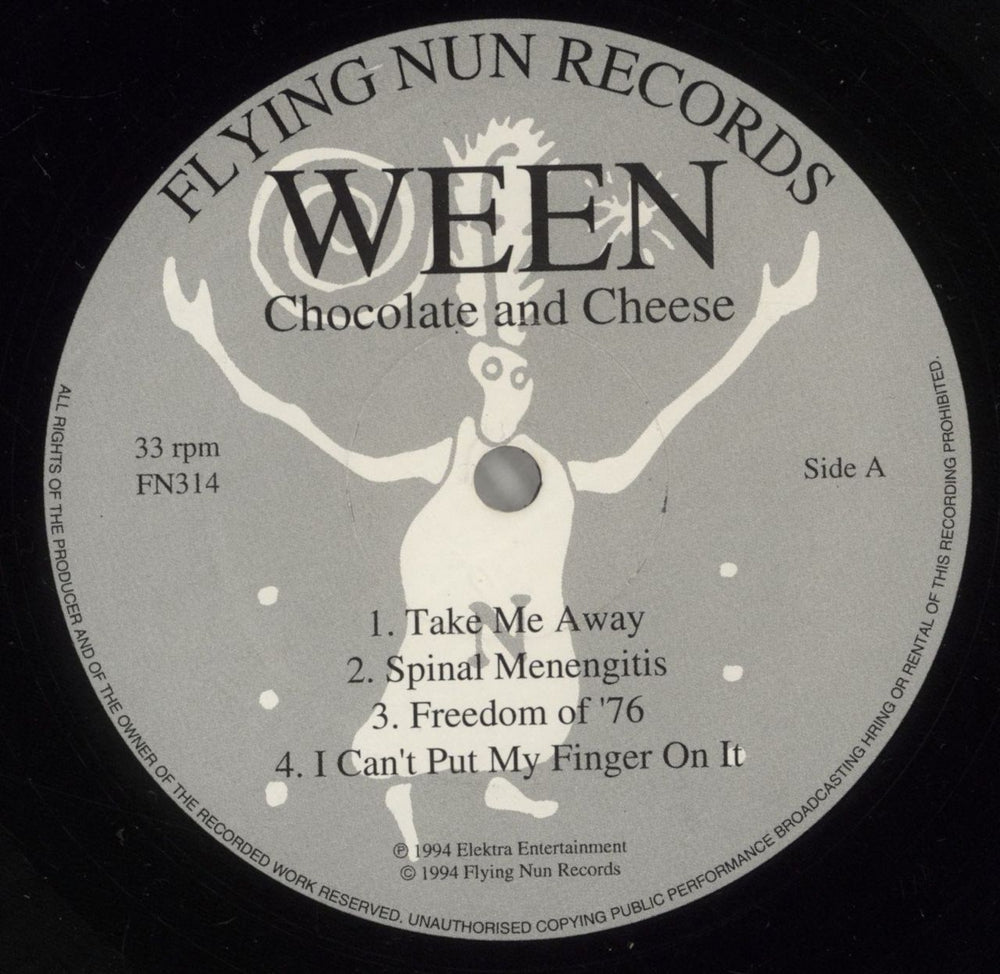 FLYING NUN RECORDS
WEEN
Chocolate and Cheese
33 rpm
FN314
Side A
N
1. Take Me Away
2. Spinal Menengitis
3. Freedom of '76
4. I Can't Put My Finger On It
℗ 1994 Elektra Entertainment
© 1994 Flying Nun Records
ALL RIGHTS OF THE PRODUCER AND OF THE OWNER OF THE RECORDED WORK RESERVED. UNAUTHORISED COPYING PUBLIC PERFORMANCE BROADCASTING HRING OR RENTAL OF THIS RECORDING PROHIBITED.